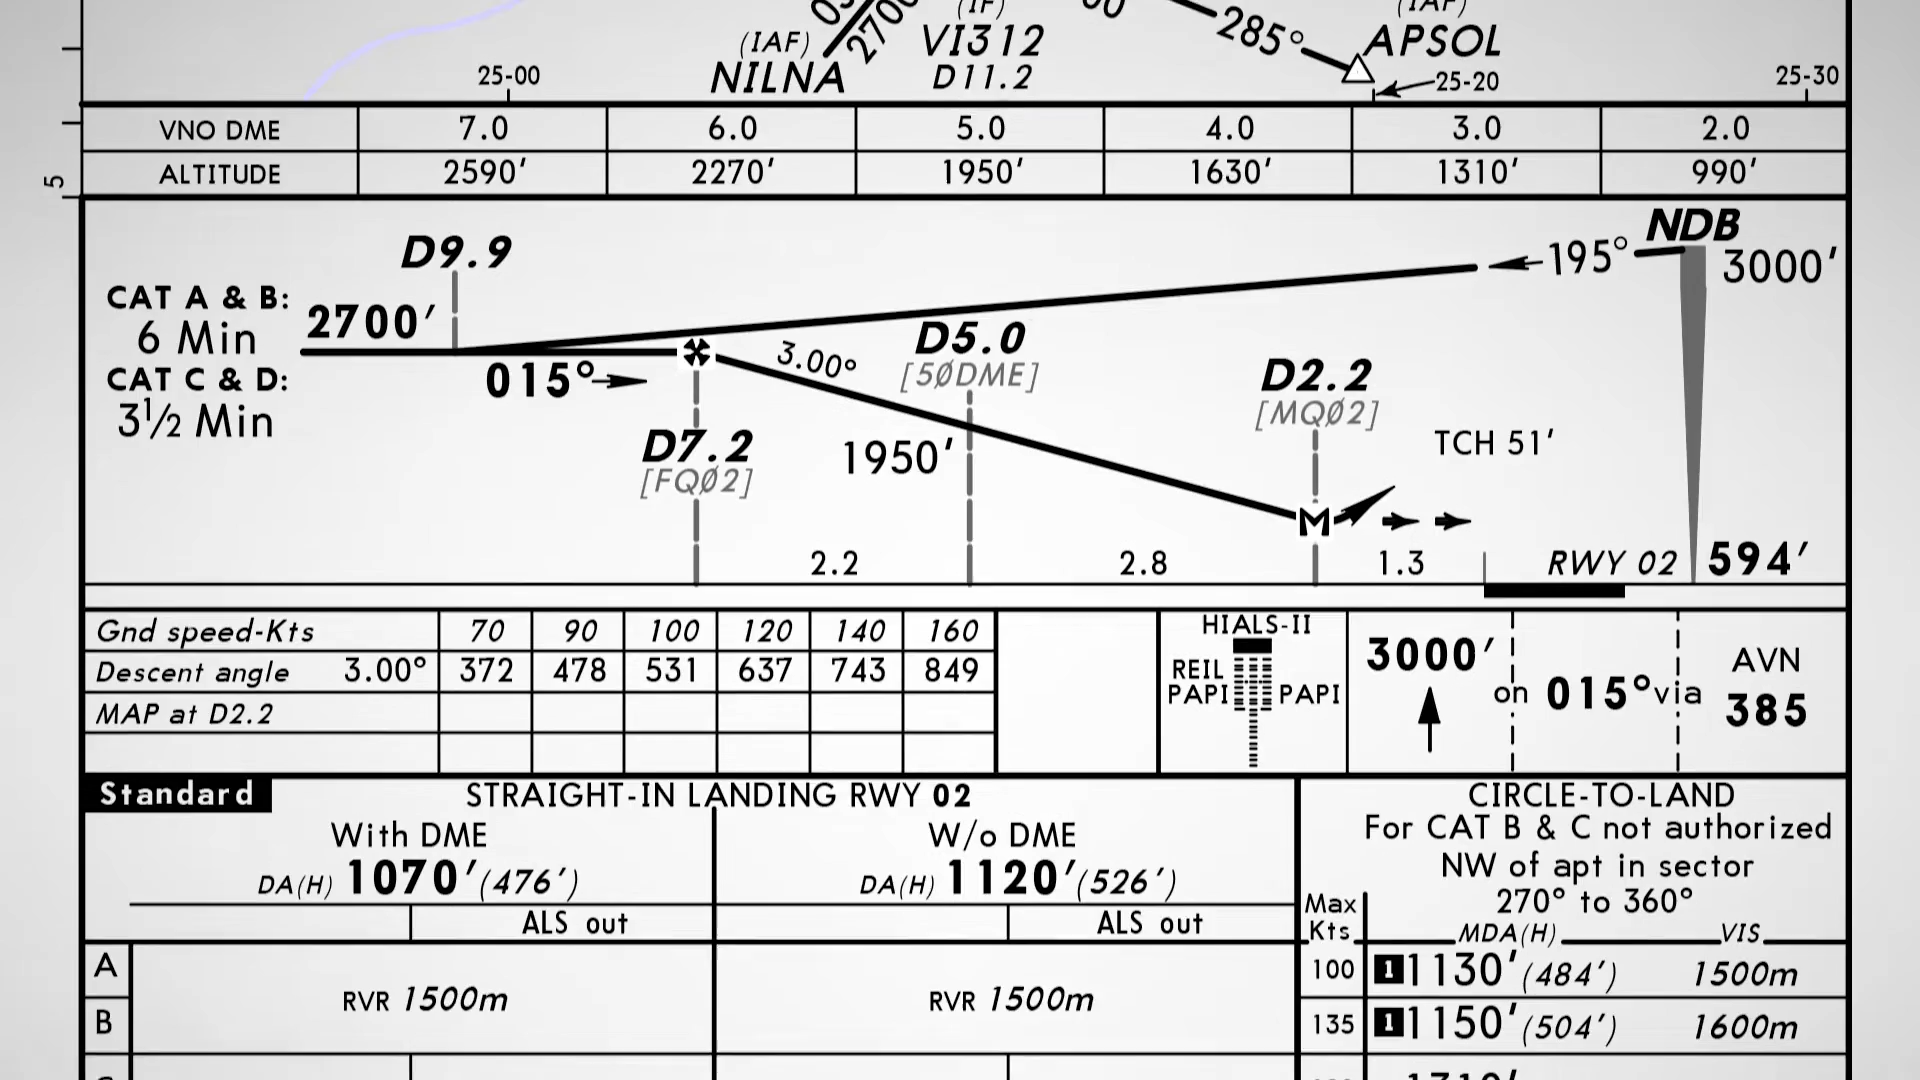 285°
2700
(IAF)
NILNA
(IF)
VI312
D11.2
(IAF)
APSOL
25-00
25-20
25-30
5
VNO DME 7.0 6.0 5.0 4.0 3.0 2.0
ALTITUDE 2590' 2270' 1950' 1630' 1310' 990'
NDB
3000'
195°
D9.9
CAT A & B:
6 Min
CAT C & D:
3½ Min
2700'
015°
3.00°
D5.0
[5ØDME]
D2.2
[MQØ2]
TCH 51'
D7.2
[FQØ2]
1950'
M
2.2 2.8 1.3
RWY 02 594'
Gnd speed-Kts 70 90 100 120 140 160
Descent angle 3.00° 372 478 531 637 743 849
MAP at D2.2
HIALS-II
REIL
PAPI PAPI
3000'
on 015° via
AVN
385
Standard
STRAIGHT-IN LANDING RWY 02
With DME
DA(H) 1070'(476')
ALS out
W/o DME
DA(H) 1120'(526')
ALS out
A
B
RVR 1500m
RVR 1500m
CIRCLE-TO-LAND
For CAT B & C not authorized
NW of apt in sector
270° to 360°
Max
Kts MDA(H) VIS
100 1 1130'(484') 1500m
135 1 1150'(504') 1600m